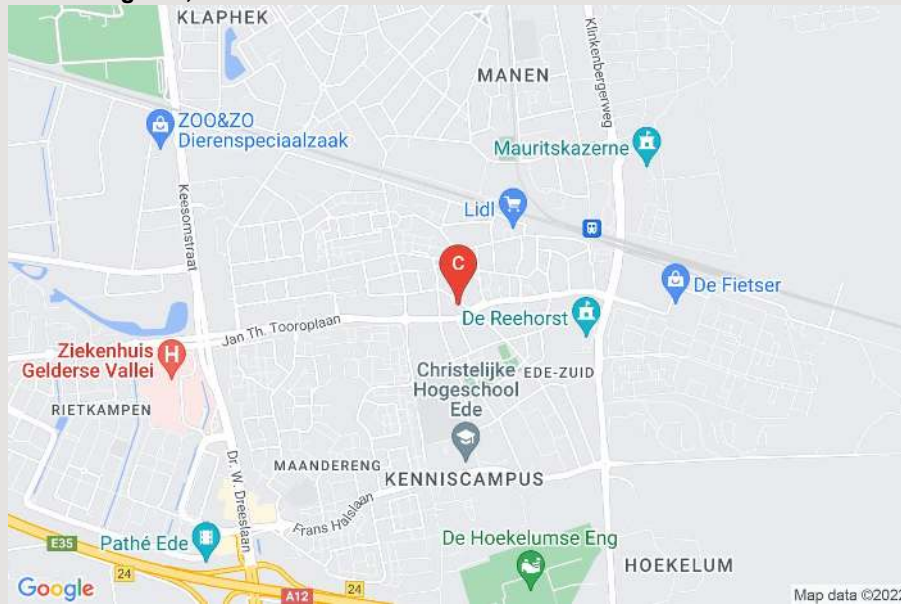 KLAPHEK
MANEN
Klinkenbergerweg
ZOO&ZO
Dierenspeciaalzaak
Mauritskazerne
Keesomstraat
Lidl
C
De Fietser
De Reehorst
Jan Th. Tooroplaan
Ziekenhuis
Gelderse Vallei
H
Christelijke
Hogeschool
Ede
EDE-ZUID
RIETKAMPEN
MAANDERENG
KENNISCAMPUS
Dr. W. Dreeslaan
Frans Halslaan
E35
Pathé Ede
De Hoekelumse Eng
HOEKELUM
24
24
A12
Google
Map data ©2022